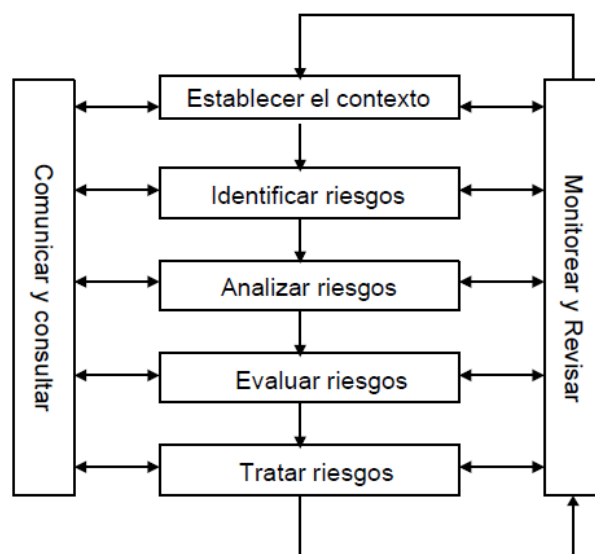 Establecer el contexto
Comunicar y consultar
Identificar riesgos
Monitorear y Revisar
Analizar riesgos
Evaluar riesgos
Tratar riesgos